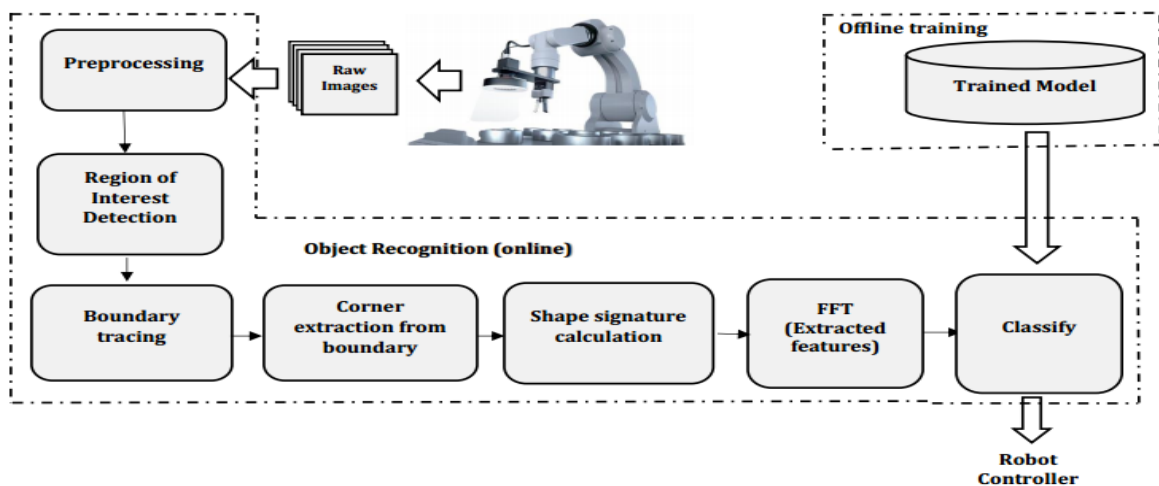 Offline training
Trained Model
Raw
Images
Preprocessing
Region of
Interest
Detection
Object Recognition (online)
Boundary
tracing
Corner
extraction from
boundary
Shape signature
calculation
FFT
(Extracted
features)
Classify
Robot
Controller